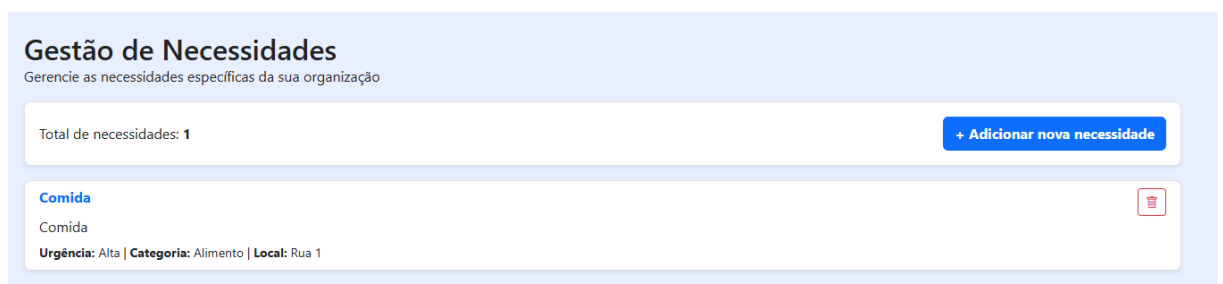 Gestão de Necessidades
Gerencie as necessidades específicas da sua organização
Total de necessidades: 1
+ Adicionar nova necessidade
Comida
Comida
Urgência: Alta | Categoria: Alimento | Local: Rua 1